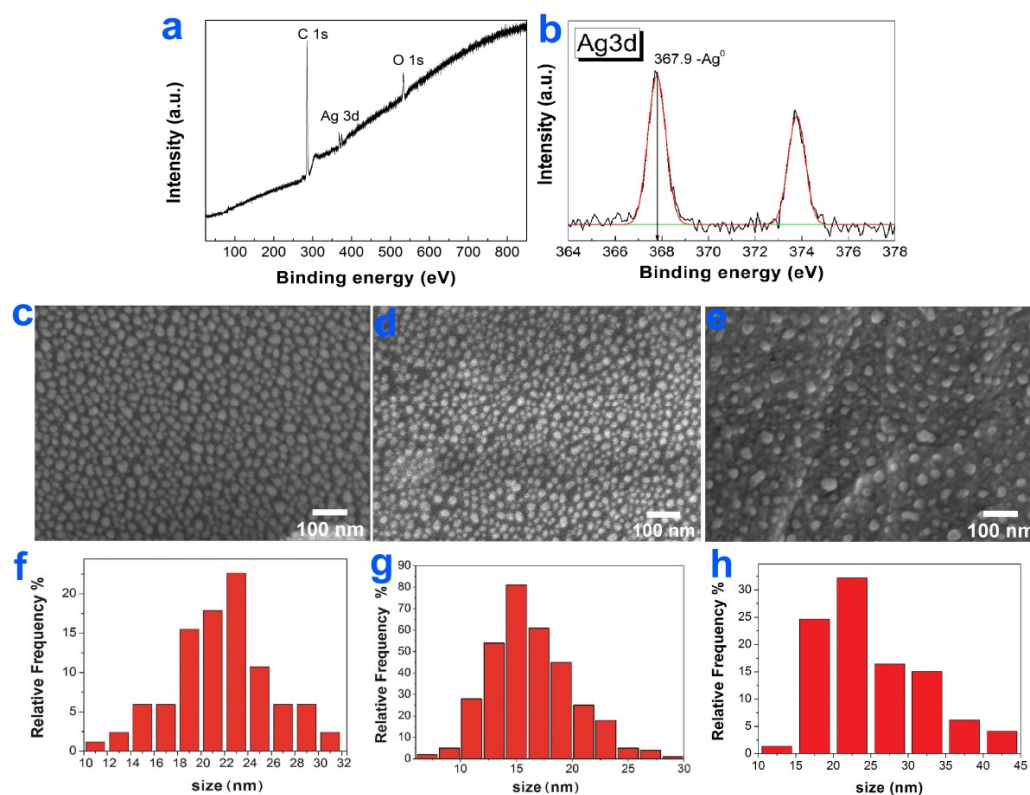 a
C 1s
O 1s
Ag 3d
Intensity (a.u.)
100 200 300 400 500 600 700 800
Binding energy (eV)
b
Ag3d
367.9 -Ag⁰
Intensity (a.u.)
364 366 368 370 372 374 376 378
Binding energy (eV)
c
100 nm
d
100 nm
e
100 nm
f
Relative Frequency %
20
15
10
5
0
10 12 14 16 18 20 22 24 26 28 30 32
size (nm)
g
Relative Frequency %
90
80
70
60
50
40
30
20
10
0
10 15 20 25 30
size (nm)
h
Relative Frequency %
30
25
20
15
10
5
0
10 15 20 25 30 35 40 45
size (nm)